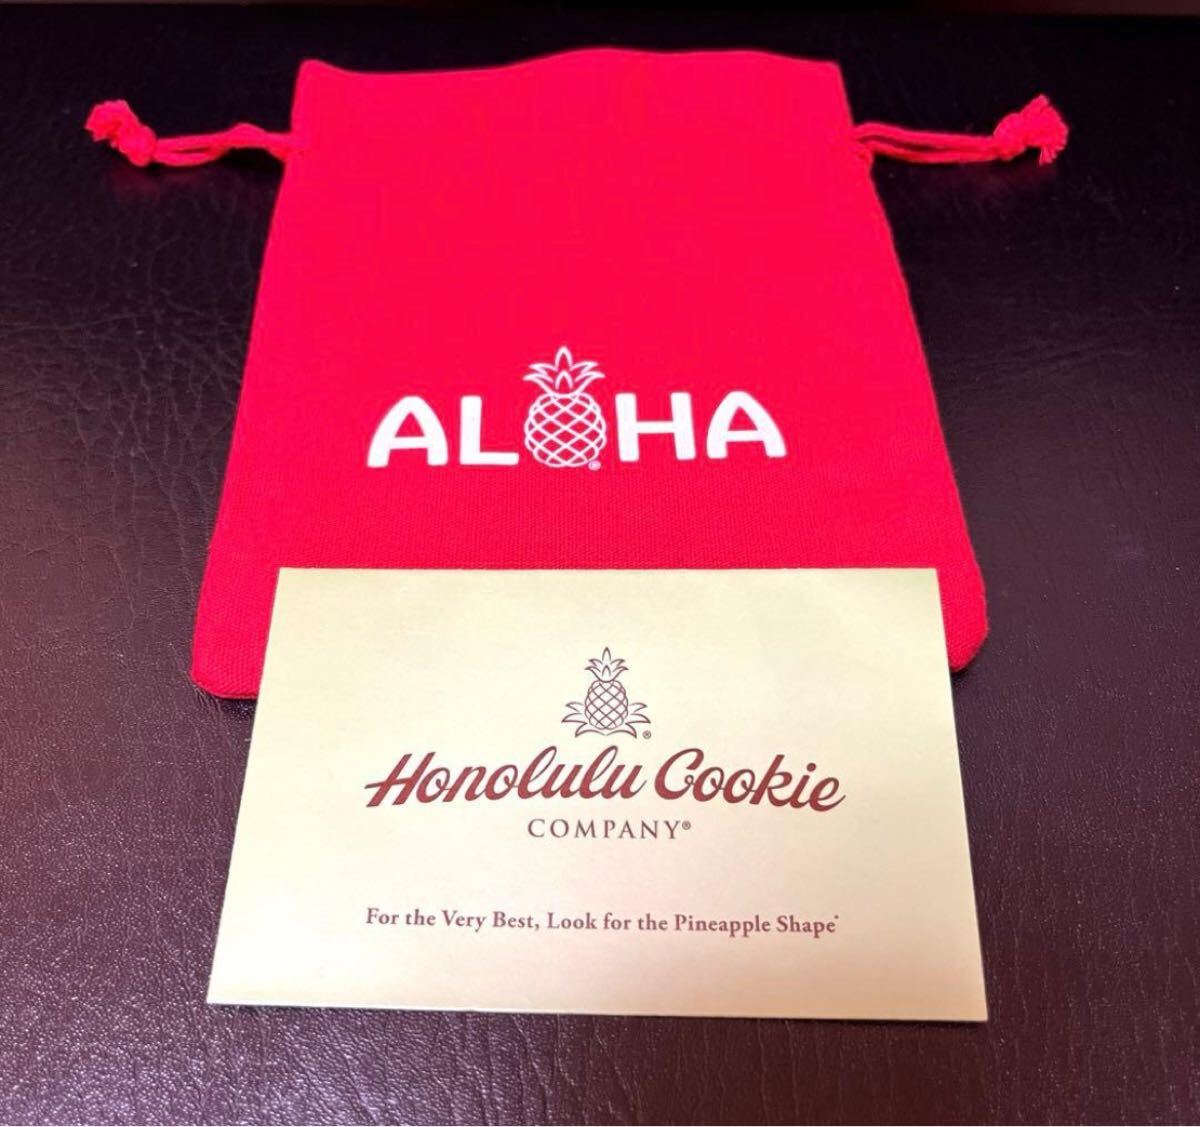 ALOHA®
Honolulu Cookie
COMPANY®
For the Very Best, Look for the Pineapple Shape®